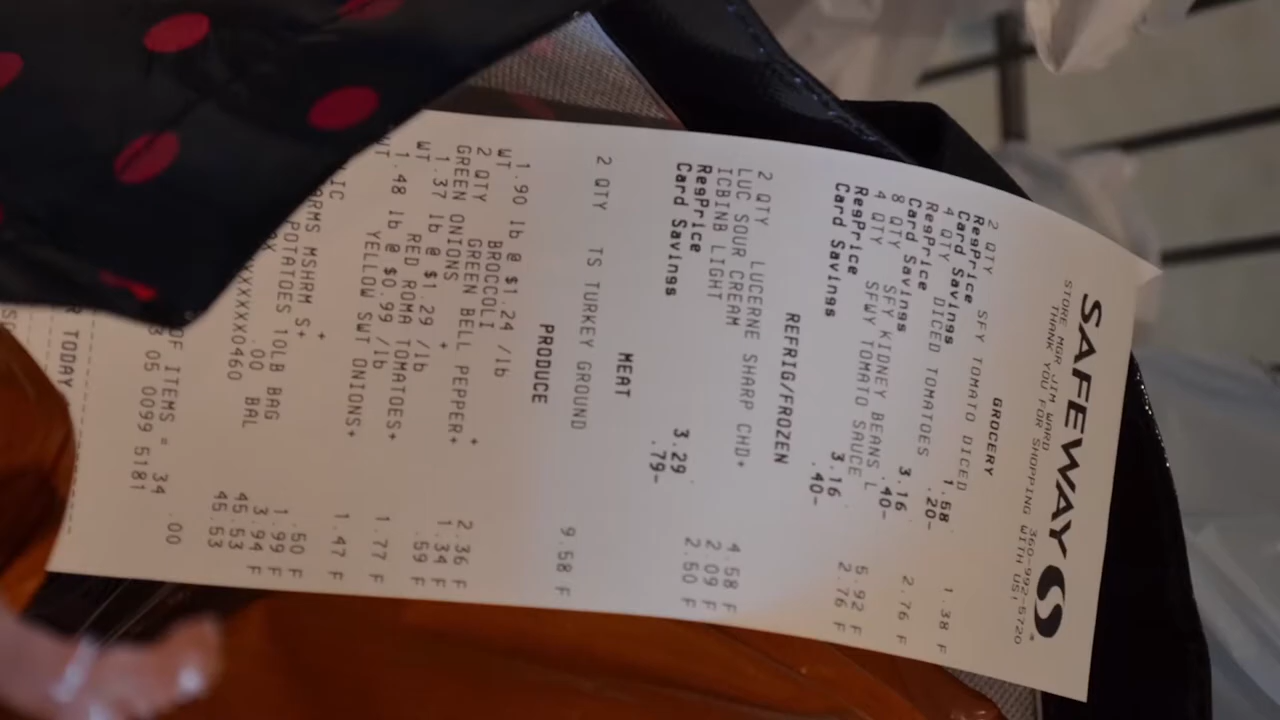 SAFEWAY
STORE MGR JIM WARD 360-992-5720
THANK YOU FOR SHOPPING WITH US!
GROCERY
2 QTY SFY TOMATO DICED 1.38 F
RegPrice 1.58
Card Savings .20-
4 QTY DICED TOMATOES 2.76 F
RegPrice 3.16
Card Savings .40-
8 QTY SFY KIDNEY BEANS L 5.92 F
4 QTY SFWY TOMATO SAUCE 2.76 F
RegPrice 3.16
Card Savings .40-
REFRIG/FROZEN
2 QTY LUCERNE SHARP CHD+ 4.58 F
LUC SOUR CREAM 2.09 F
ICBINB LIGHT 2.50 F
RegPrice 3.29
Card Savings .79-
MEAT
2 QTY TS TURKEY GROUND 9.58 F
PRODUCE
1.90 lb @ $1.24 /lb
WT BROCCOLI + 2.36 F
2 QTY GREEN BELL PEPPER+ 1.34 F
GREEN ONIONS + .59 F
1.37 lb @ $1.29 /lb
WT RED ROMA TOMATOES+ 1.77 F
1.48 lb @ $0.99 /lb
WT YELLOW SWT ONIONS+ 1.47 F
LIC + .50 F
ORMS MSHRM S+ 1.99 F
POTATOES 10LB BAG 3.94 F
.00 BAL 45.53
XXXXXXX0460 45.53
.00
OF ITEMS = 34
05 0099 5181
TODAY